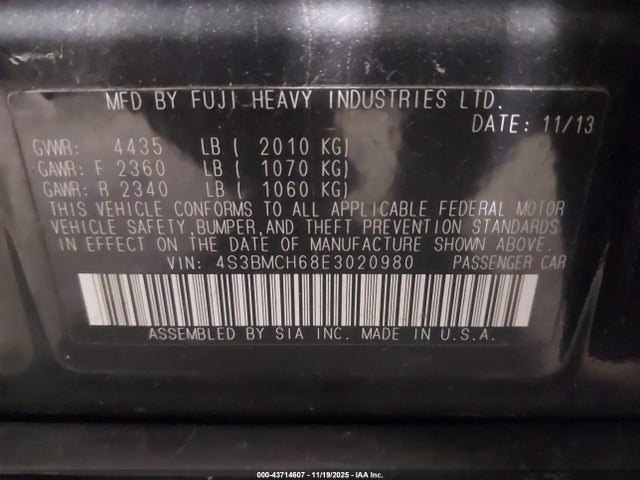 MFD BY FUJI HEAVY INDUSTRIES LTD.
DATE: 11/13
GVWR: 4435 LB ( 2010 KG)
GAWR: F 2360 LB ( 1070 KG)
GAWR: R 2340 LB ( 1060 KG)
THIS VEHICLE CONFORMS TO ALL APPLICABLE FEDERAL MOTOR
VEHICLE SAFETY, BUMPER, AND THEFT PREVENTION STANDARDS
IN EFFECT ON THE DATE OF MANUFACTURE SHOWN ABOVE.
VIN: 4S3BMCH68E3020980 PASSENGER CAR
ASSEMBLED BY SIA INC. MADE IN U.S.A.
000-43714607 - 11/19/2025 - IAA Inc.